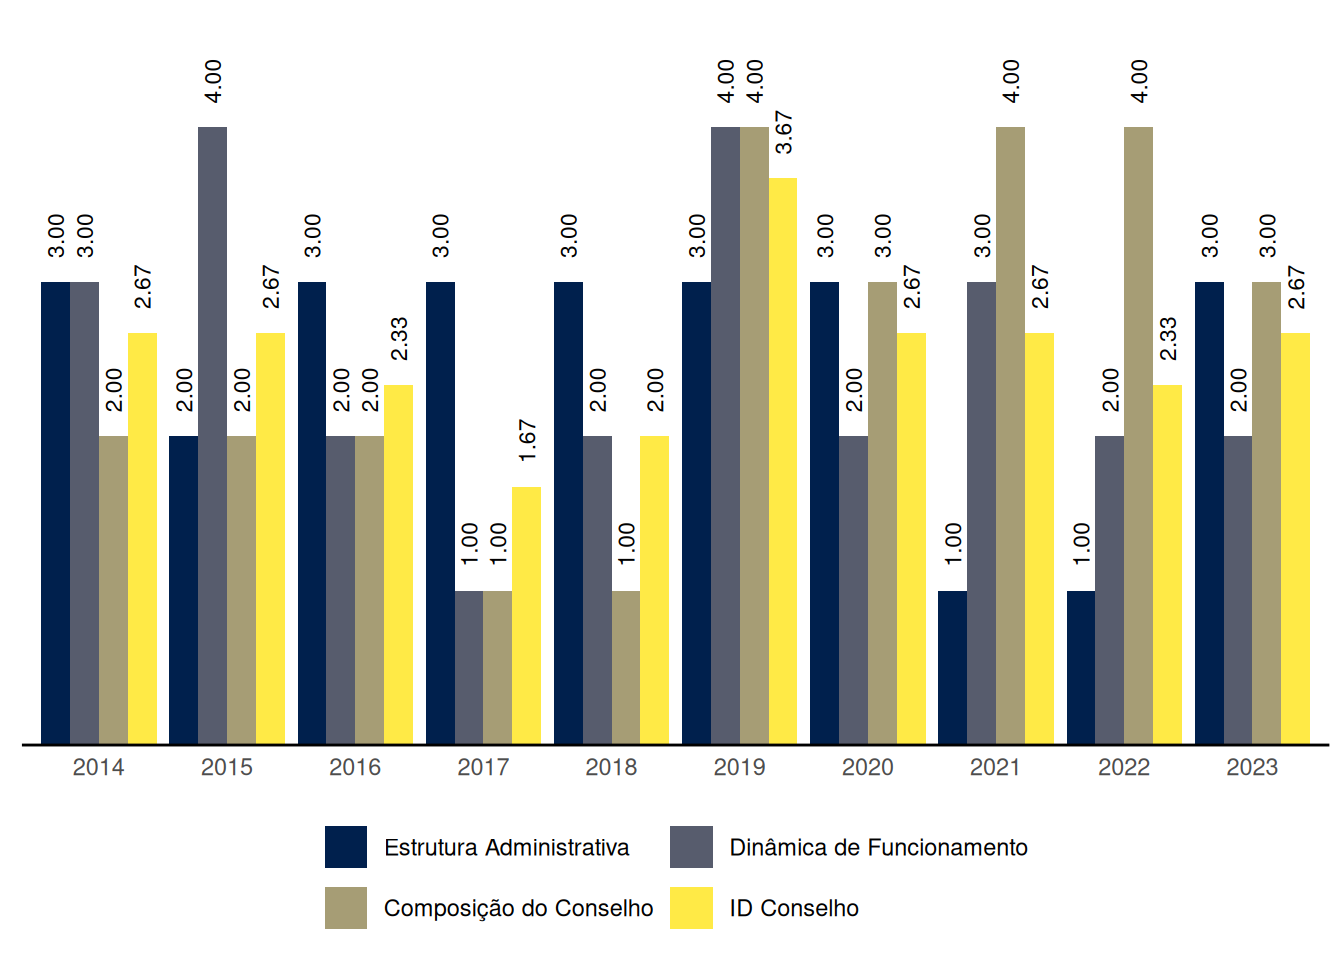 3.00 3.00 2.00 2.67 2.00 4.00 2.00 2.67 3.00 2.00 2.00 2.33 3.00 1.00 1.00 1.67 3.00 2.00 1.00 2.00 3.00 4.00 4.00 3.67 3.00 2.00 3.00 2.67 1.00 3.00 4.00 2.67 1.00 2.00 4.00 2.33 3.00 2.00 3.00 2.67
2014 2015 2016 2017 2018 2019 2020 2021 2022 2023
Estrutura Administrativa Dinâmica de Funcionamento
Composição do Conselho ID Conselho